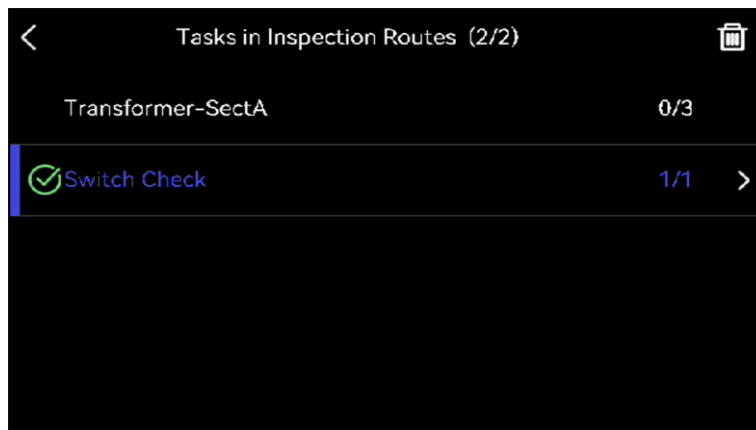 Tasks in Inspection Routes (2/2)
Transformer-SectA 0/3
Switch Check 1/1